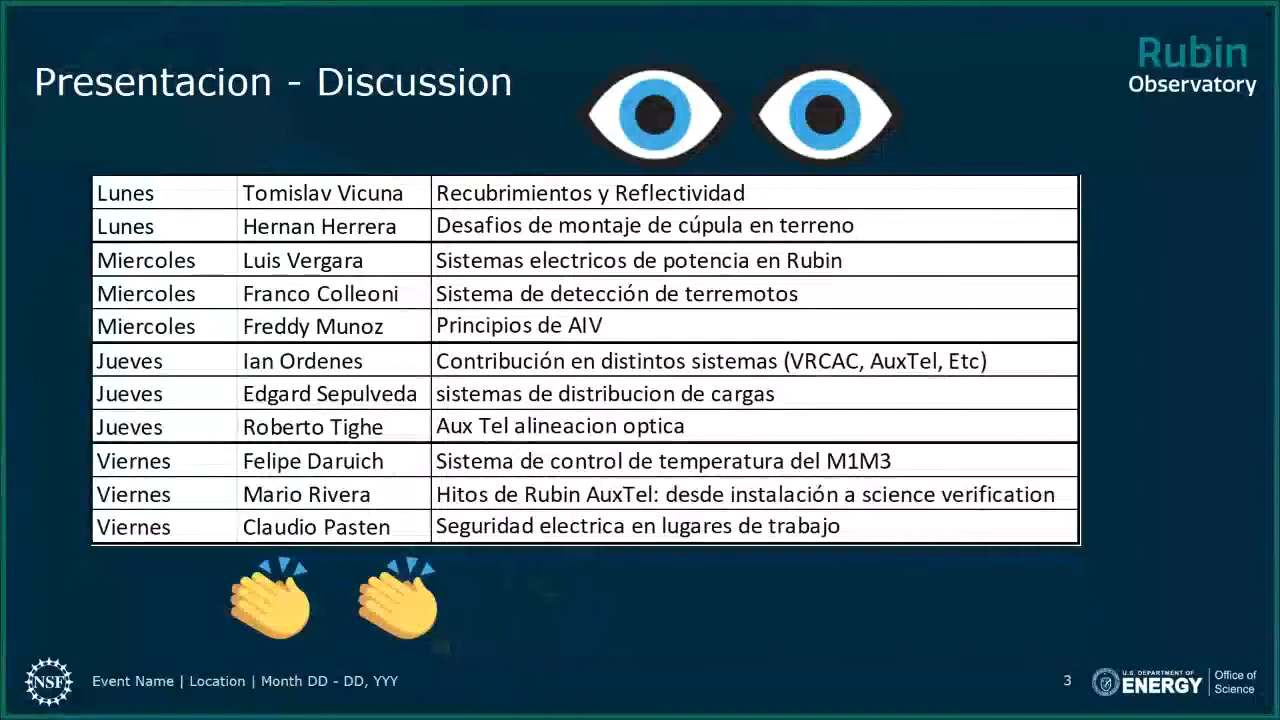 Presentacion - Discussion
Rubin
Observatory
Lunes Tomislav Vicuna Recubrimientos y Reflectividad
Lunes Hernan Herrera Desafios de montaje de cúpula en terreno
Miercoles Luis Vergara Sistemas electricos de potencia en Rubin
Miercoles Franco Colleoni Sistema de detección de terremotos
Miercoles Freddy Munoz Principios de AIV
Jueves Ian Ordenes Contribución en distintos sistemas (VRCAC, AuxTel, Etc)
Jueves Edgard Sepulveda sistemas de distribucion de cargas
Jueves Roberto Tighe Aux Tel alineacion optica
Viernes Felipe Daruich Sistema de control de temperatura del M1M3
Viernes Mario Rivera Hitos de Rubin AuxTel: desde instalación a science verification
Viernes Claudio Pasten Seguridad electrica en lugares de trabajo
NSF
Event Name | Location | Month DD - DD, YYY
3
U.S. DEPARTMENT OF
ENERGY
Office of
Science